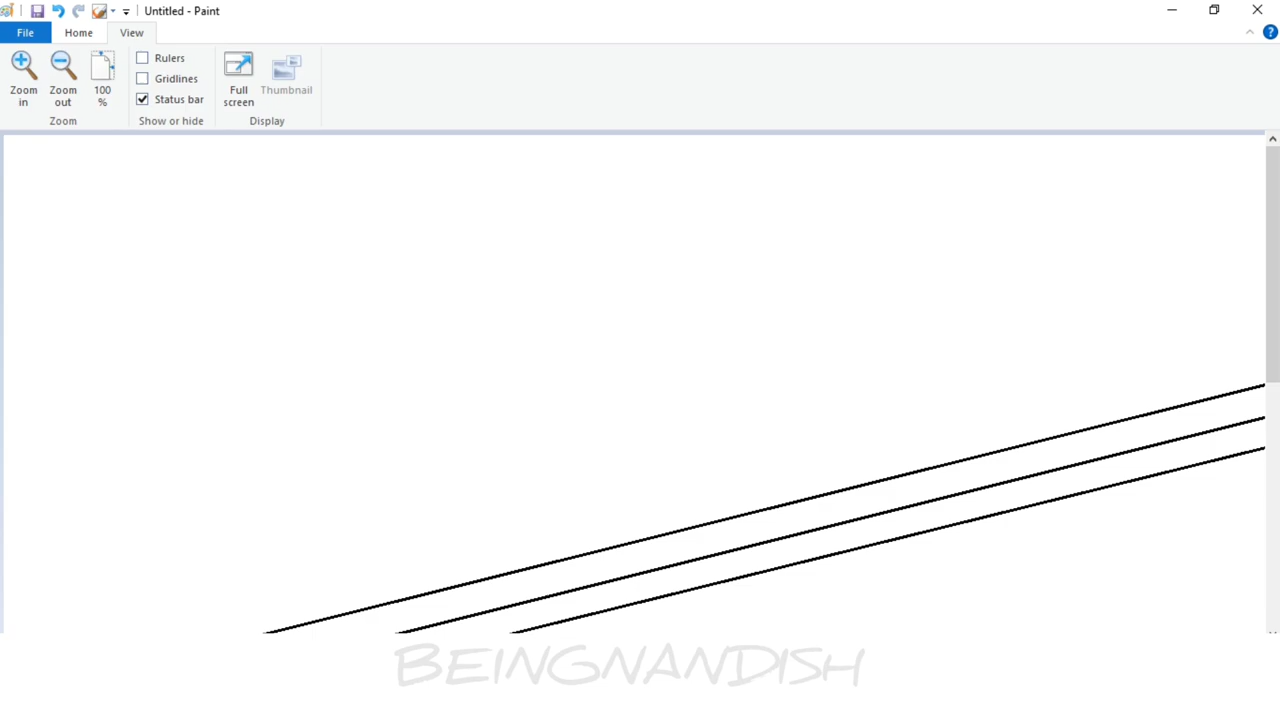 Untitled - Paint
File Home View
Zoom in
Zoom out
100 %
Rulers
Gridlines
Status bar
Full screen
Thumbnail
Zoom
Show or hide
Display
BEINGNANDISH